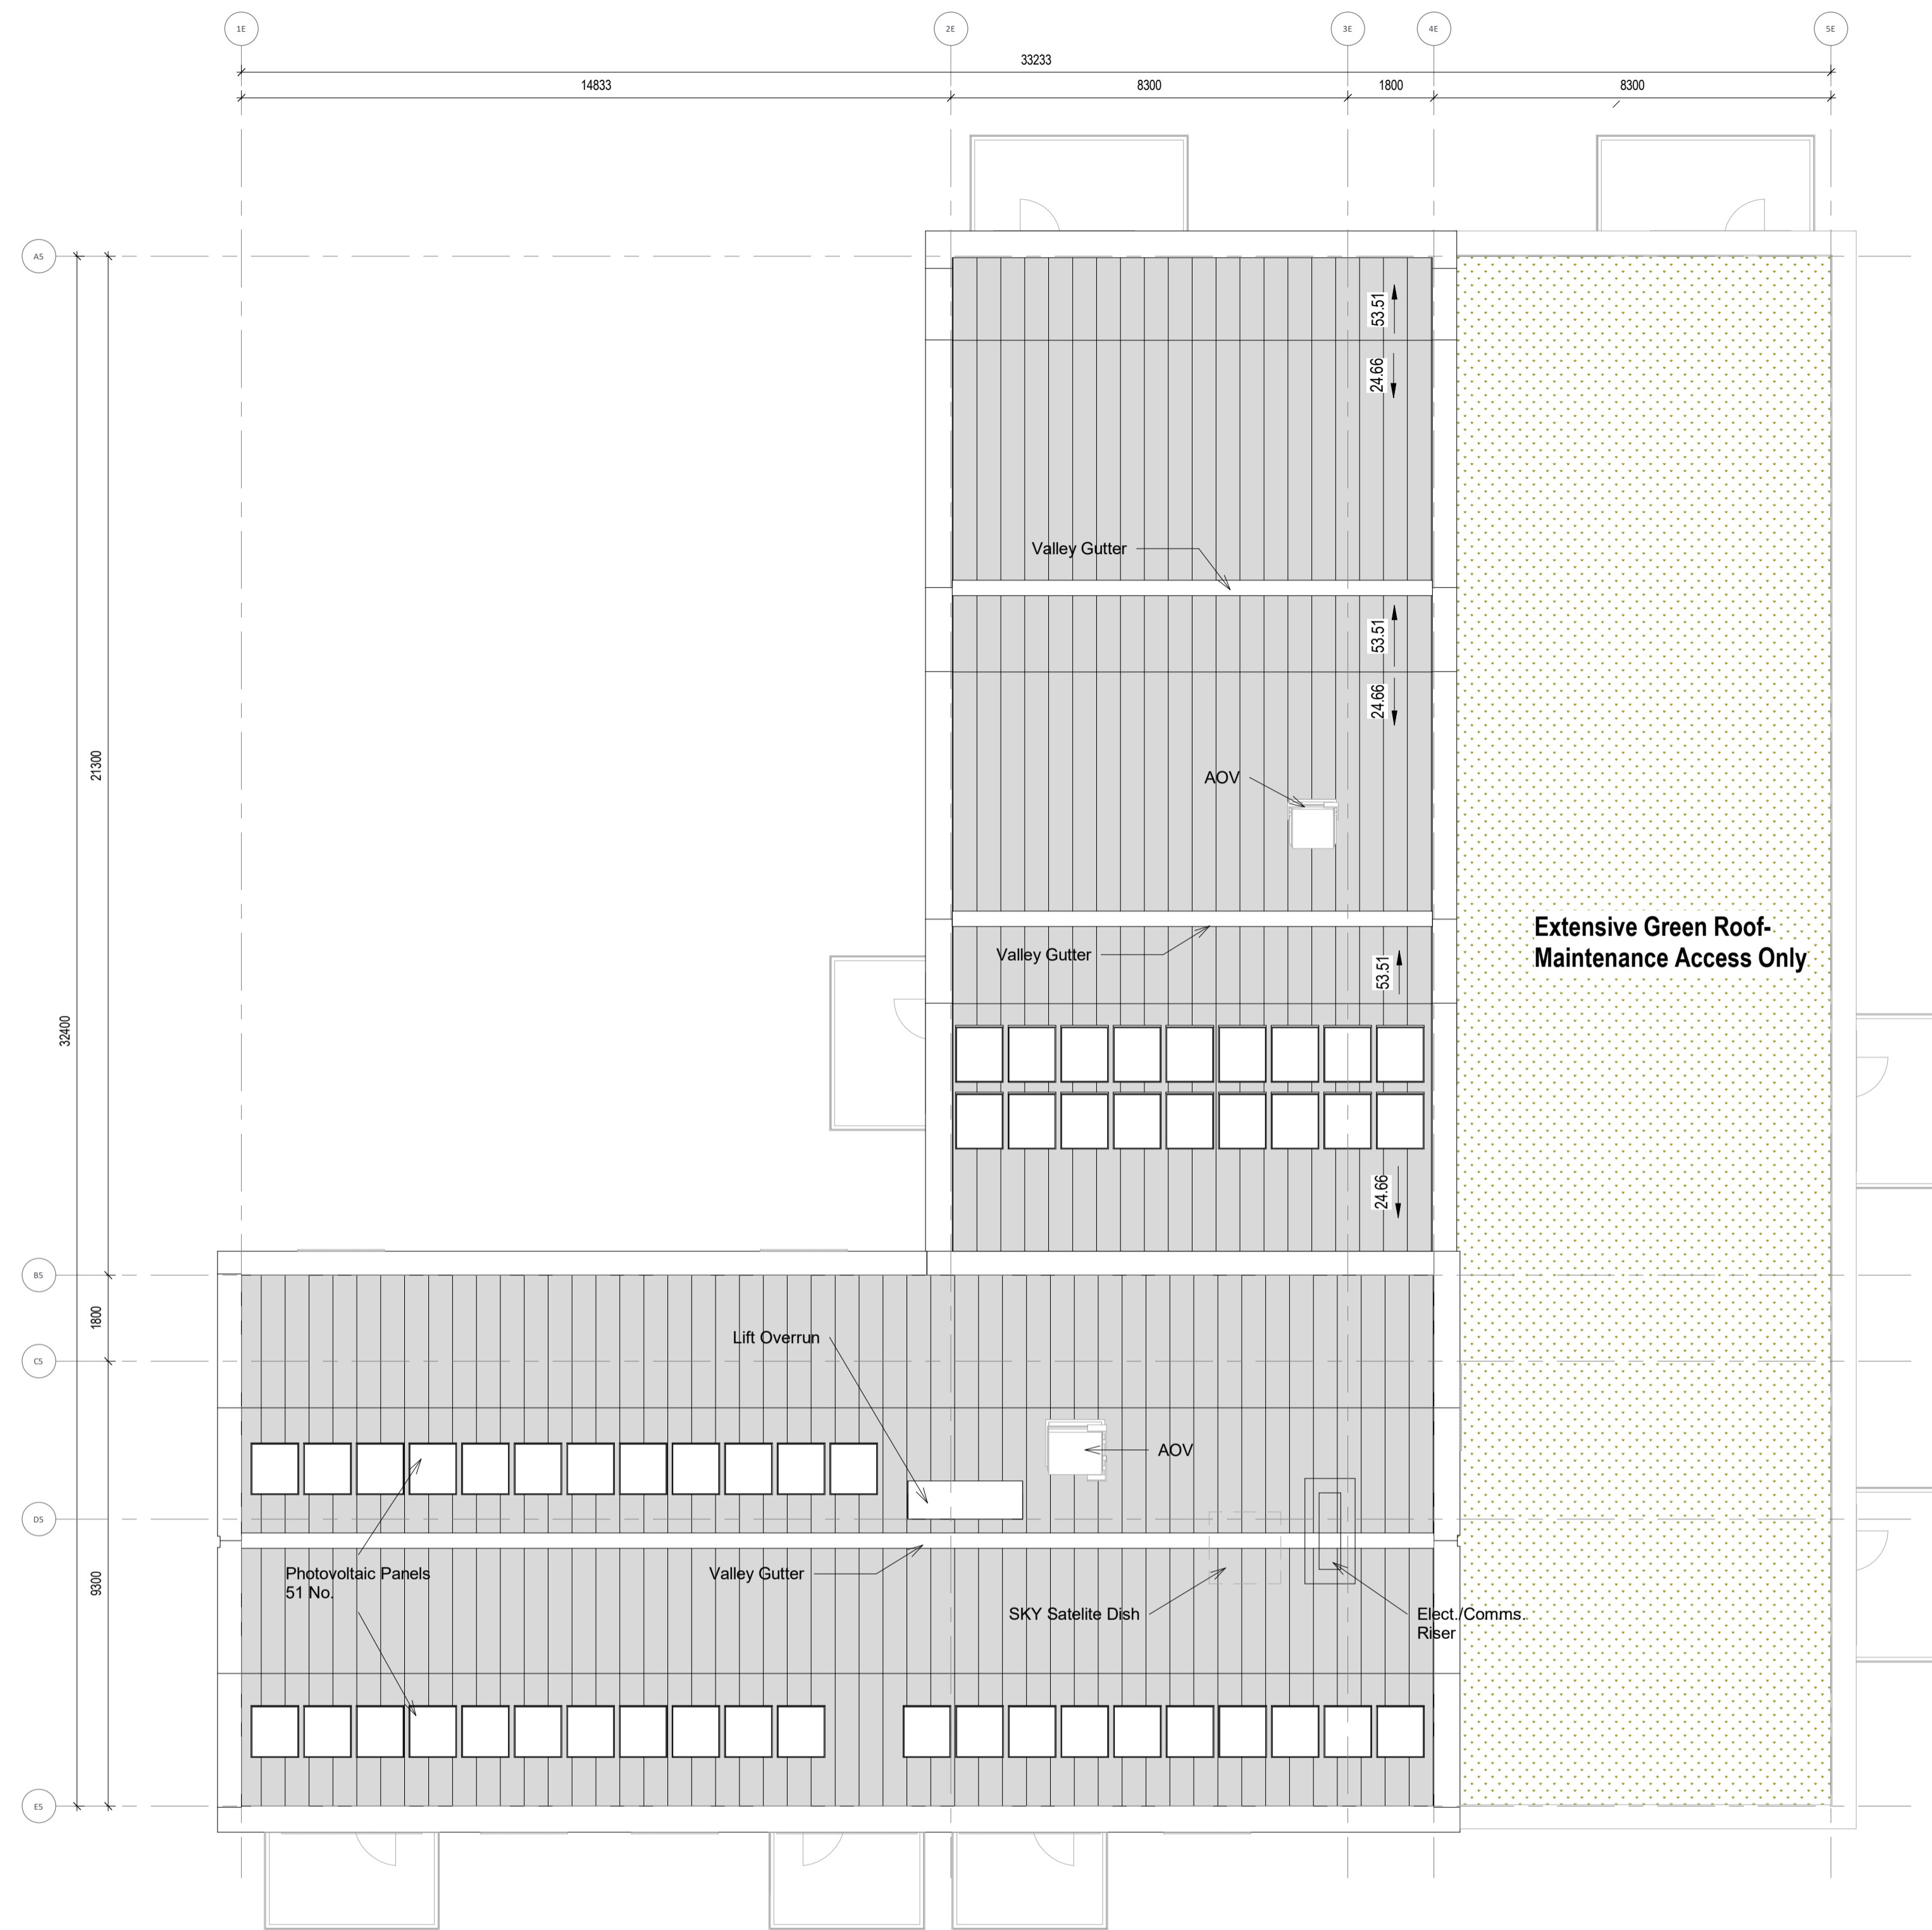 1E
2E
3E
4E
5E
33233
14833
8300
1800
8300
A5
53.51
24.66
Valley Gutter
53.51
24.66
21300
AOV
Extensive Green Roof-
Maintenance Access Only
Valley Gutter
53.51
32400
24.66
B5
1800
Lift Overrun
C5
AOV
D5
Photovoltaic Panels
51 No.
Valley Gutter
9300
SKY Satelite Dish
Elect./Comms.
Riser
E5